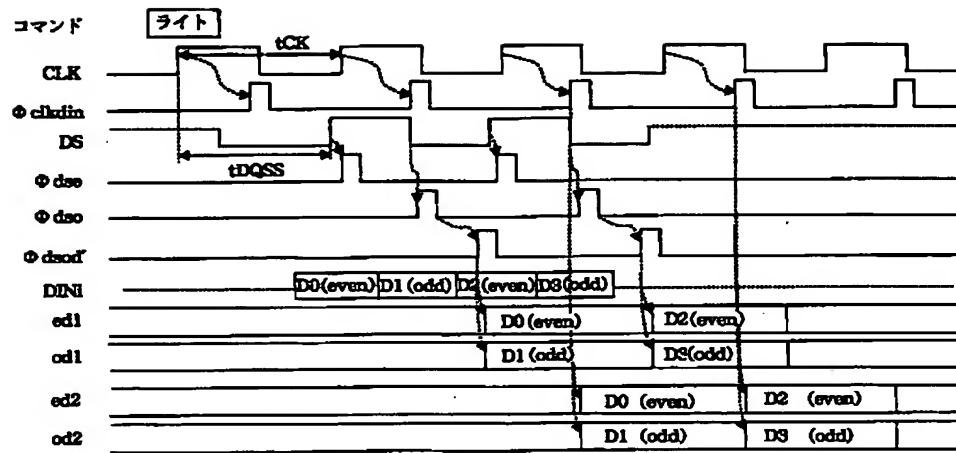 コマンド ライト
tCK
CLK
Φ clkdin
DS
tDQSS
Φ dse
Φ dso
Φ dsod
DINi D0(even) D1(odd) D2(even) D3(odd)
ed1 D0(even) D2(even)
od1 D1(odd) D3(odd)
ed2 D0 (even) D2 (even)
od2 D1 (odd) D3 (odd)